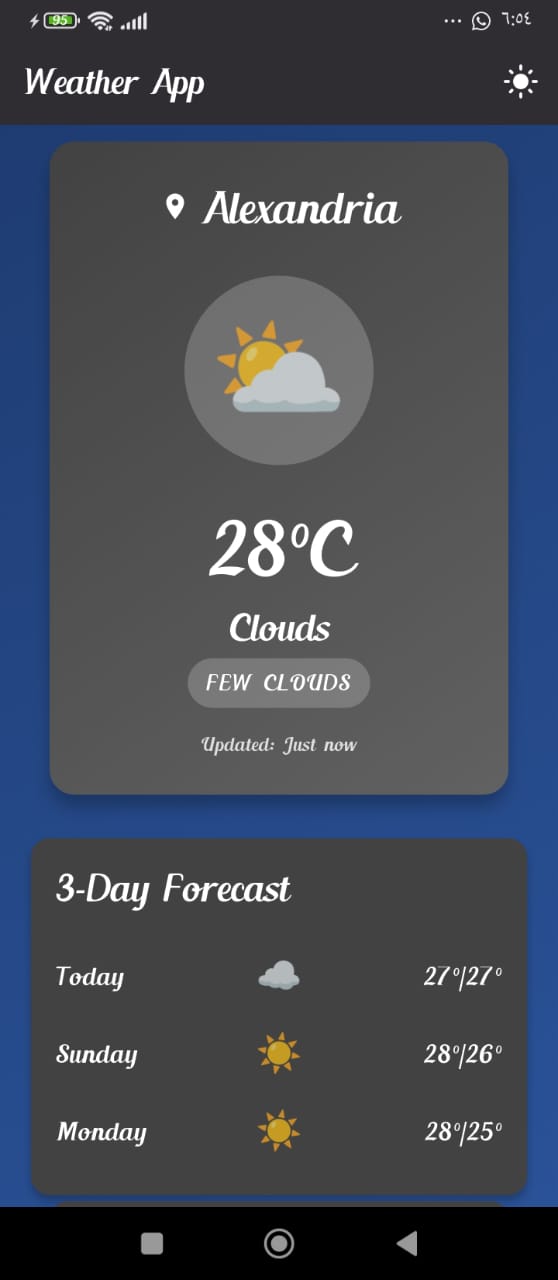 95 ٦:٥٤
Weather App
Alexandria
28°C
Clouds
FEW CLOUDS
Updated: Just now
3-Day Forecast
Today 27°/27°
Sunday 28°/26°
Monday 28°/25°